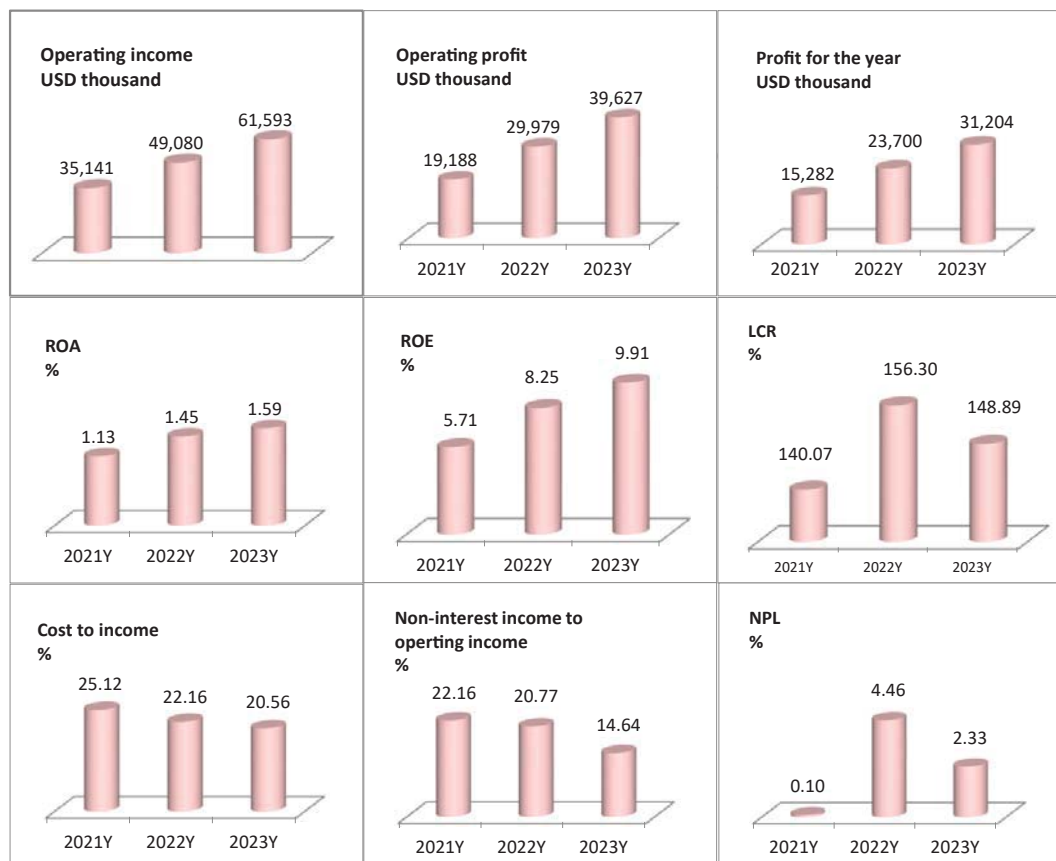 Operating income
USD thousand
35,141
49,080
61,593
Operating profit
USD thousand
19,188
29,979
39,627
2021Y 2022Y 2023Y
Profit for the year
USD thousand
15,282
23,700
31,204
2021Y 2022Y 2023Y
ROA
%
1.13
1.45
1.59
2021Y 2022Y 2023Y
ROE
%
5.71
8.25
9.91
2021Y 2022Y 2023Y
LCR
%
140.07
156.30
148.89
2021Y 2022Y 2023Y
Cost to income
%
25.12
22.16
20.56
2021Y 2022Y 2023Y
Non-interest income to
operting income
%
22.16
20.77
14.64
2021Y 2022Y 2023Y
NPL
%
0.10
4.46
2.33
2021Y 2022Y 2023Y